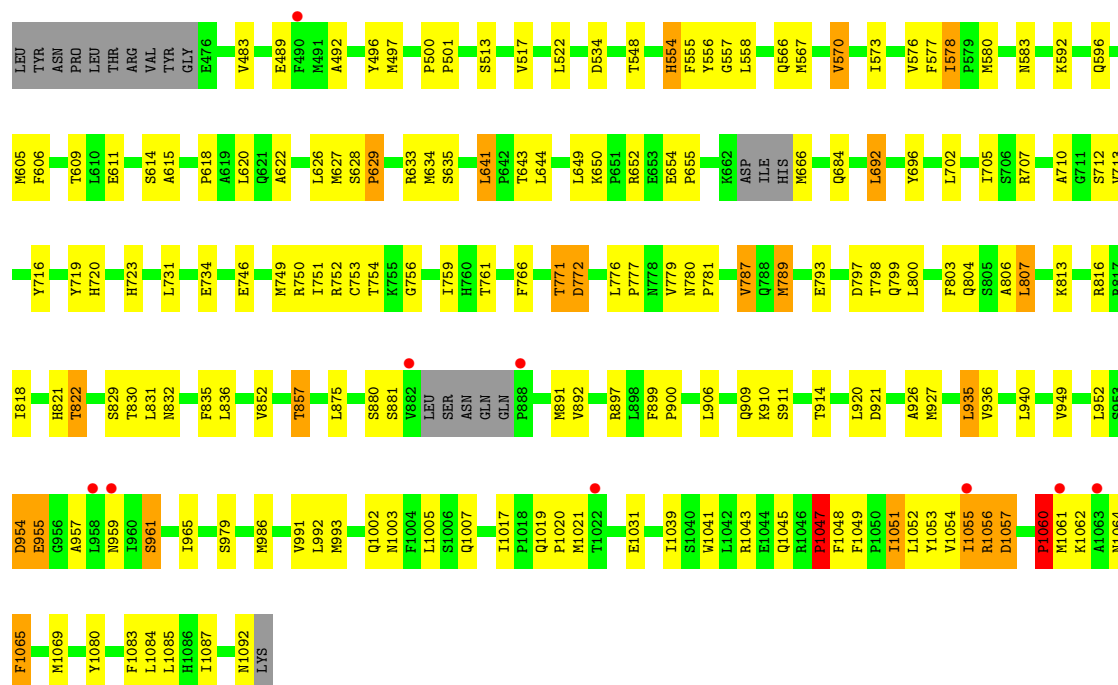 LEU TYR ASN PRO LEU THR ARG VAL TYR GLY E476 V483 E489 F490 M491 A492 Y496 M497 P500 P501 S513 V517 L522 D534 T548 H554 F555 Y556 G557 L558 Q566 M567 V570 I573 V576 F577 I578 P579 M580 N583 K592 Q596
M605 F606 T609 L610 E611 S614 A615 P618 A619 L620 Q621 A622 L626 M627 S628 P629 R633 M634 S635 L641 P642 T643 L644 L649 K650 P651 R652 E653 E654 P655 K662 ASP ILE HIS M666 Q684 L692 Y696 L702 I705 S706 R707 A710 G711 S712 V713
Y716 Y719 H720 H723 L731 E734 E746 M749 R750 I751 R752 C753 T754 K755 G756 I759 H760 T761 F766 T771 D772 L776 P777 N778 V779 N780 P781 V787 Q788 M789 E793 D797 T798 Q799 L800 F803 Q804 S805 A806 L807 K813 R816 R817
I818 H821 T822 S829 T830 L831 N832 F835 L836 V852 T857 L875 S880 S881 V882 LEU SER ASN GLN GLN P888 M891 V892 R897 L898 F899 P900 L906 Q909 K910 S911 T914 L920 D921 A926 M927 L935 V936 L940 V949 L952 S953
D954 E955 G956 A957 L958 N959 I960 S961 I965 S979 M986 V991 L992 M993 Q1002 N1003 F1004 L1005 S1006 Q1007 I1017 P1018 Q1019 P1020 M1021 T1022 E1031 I1039 S1040 W1041 L1042 R1043 E1044 Q1045 R1046 P1047 F1048 F1049 P1050 I1051 L1052 Y1053 V1054 I1055 R1056 D1057 P1060 M1061 K1062 A1063 N1064
F1065 M1069 Y1080 F1083 L1084 L1085 H1086 I1087 N1092 LYS